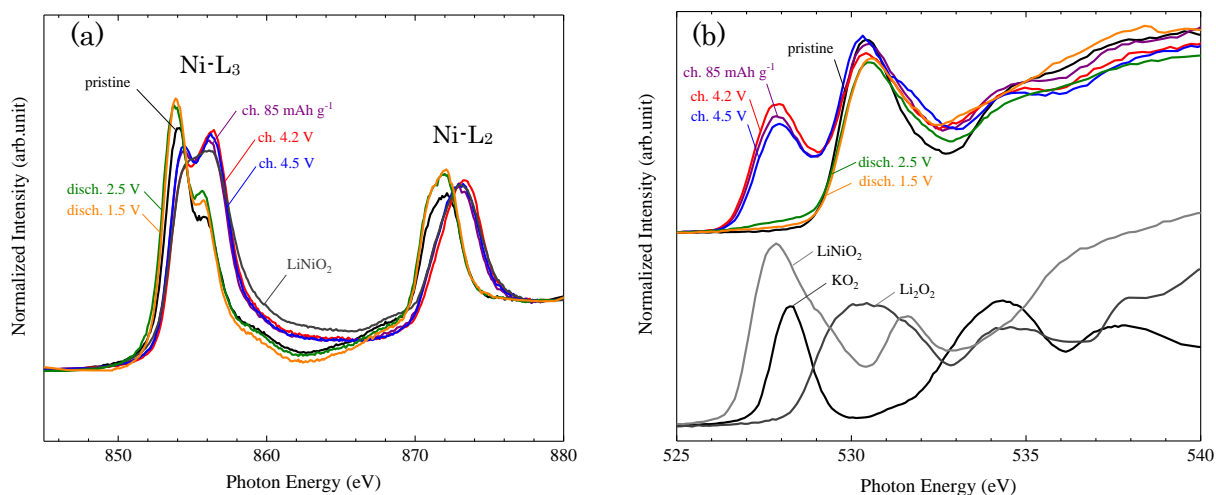 (a)
Ni-L3
pristine
ch. 85 mAh g-1
ch. 4.2 V
ch. 4.5 V
Ni-L2
disch. 2.5 V
disch. 1.5 V
LiNiO2
Normalized Intensity (arb.unit)
850
860
870
880
Photon Energy (eV)
(b)
pristine
ch. 85 mAh g-1
ch. 4.2 V
ch. 4.5 V
disch. 2.5 V
disch. 1.5 V
LiNiO2
KO2
Li2O2
Normalized Intensity (arb.unit)
525
530
535
540
Photon Energy (eV)